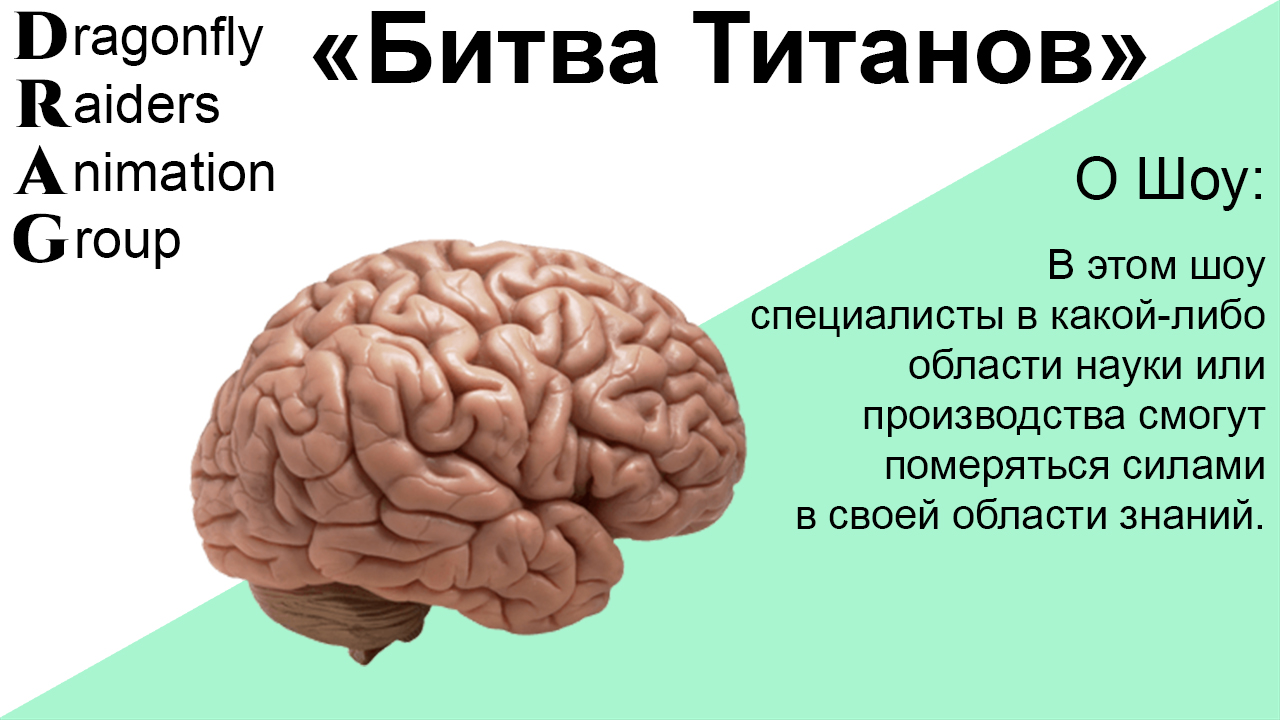 Dragonfly
Raiders
Animation
Group
«Битва Титанов»
О Шоу:
В этом шоу
специалисты в какой-либо
области науки или
производства смогут
померяться силами
в своей области знаний.